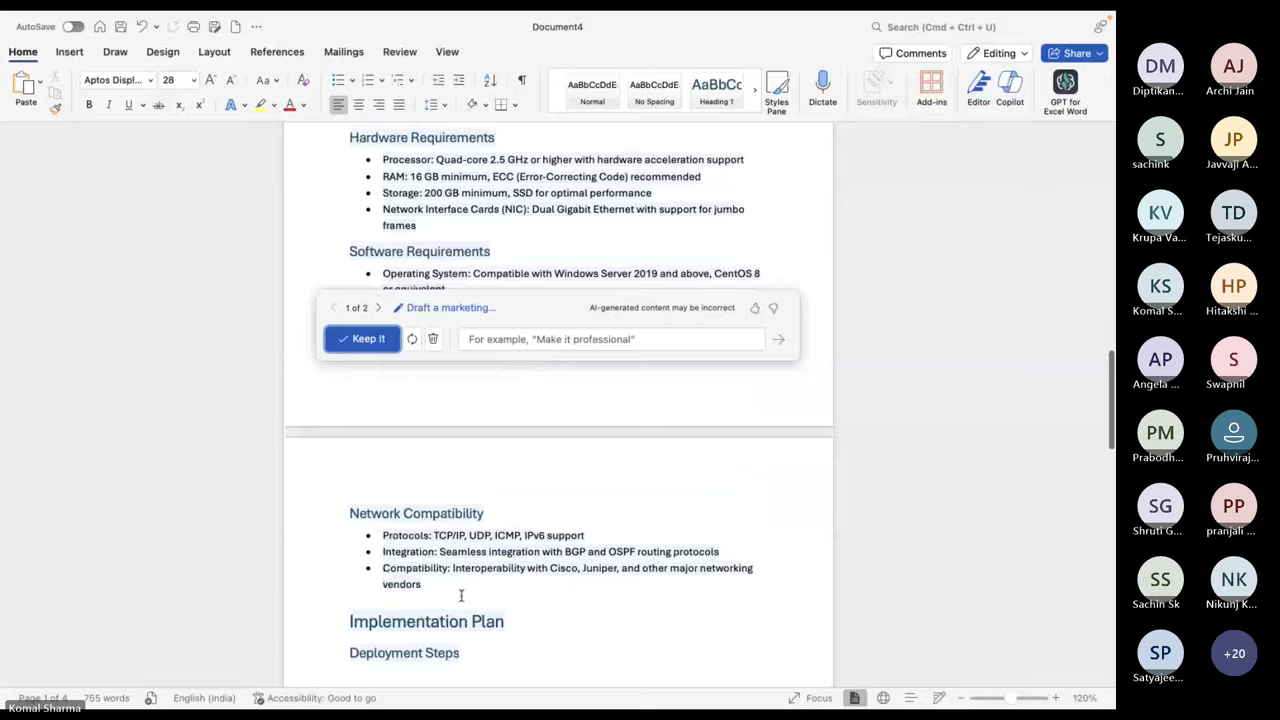 AutoSave
Document4
Search (Cmd + Ctrl + U)
Home Insert Draw Design Layout References Mailings Review View
Comments Editing Share
Paste
Aptos Displ... 28
AaBbCcDdE AaBbCcDdE AaBbCc
Normal No Spacing Heading 1
Styles Pane
Dictate
Sensitivity
Add-ins
Editor
Copilot
GPT for Excel Word
Hardware Requirements
• Processor: Quad-core 2.5 GHz or higher with hardware acceleration support
• RAM: 16 GB minimum, ECC (Error-Correcting Code) recommended
• Storage: 200 GB minimum, SSD for optimal performance
• Network Interface Cards (NIC): Dual Gigabit Ethernet with support for jumbo
frames
Software Requirements
• Operating System: Compatible with Windows Server 2019 and above, CentOS 8
or equivalent
1 of 2 Draft a marketing... AI-generated content may be incorrect
Keep It For example, "Make it professional"
Network Compatibility
• Protocols: TCP/IP, UDP, ICMP, IPv6 support
• Integration: Seamless integration with BGP and OSPF routing protocols
• Compatibility: Interoperability with Cisco, Juniper, and other major networking
vendors
Implementation Plan
Deployment Steps
Page 1 of 4 755 words English (India) Accessibility: Good to go Focus 120%
Komal Sharma
DM AJ
Diptikan... Archi Jain
S JP
sachink Javvaji A...
KV TD
Krupa Va... Tejasku...
KS HP
Komal S... Hitakshi ...
AP S
Angela ... Swapnil
PM
Prabodh... Pruhviraj...
SG PP
Shruti G... pranjali ...
SS NK
Sachin Sk Nikunj K...
SP +20
Satyajee...